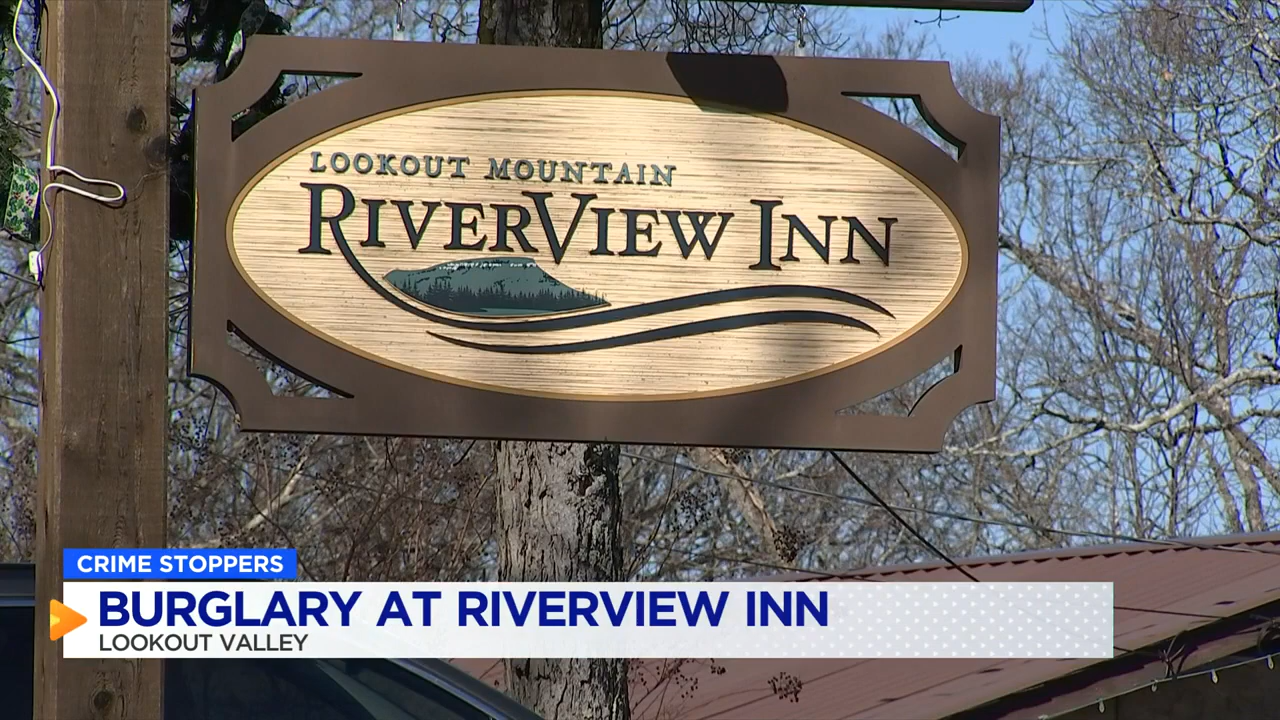 LOOKOUT MOUNTAIN
RIVERVIEW INN
CRIME STOPPERS
BURGLARY AT RIVERVIEW INN
LOOKOUT VALLEY